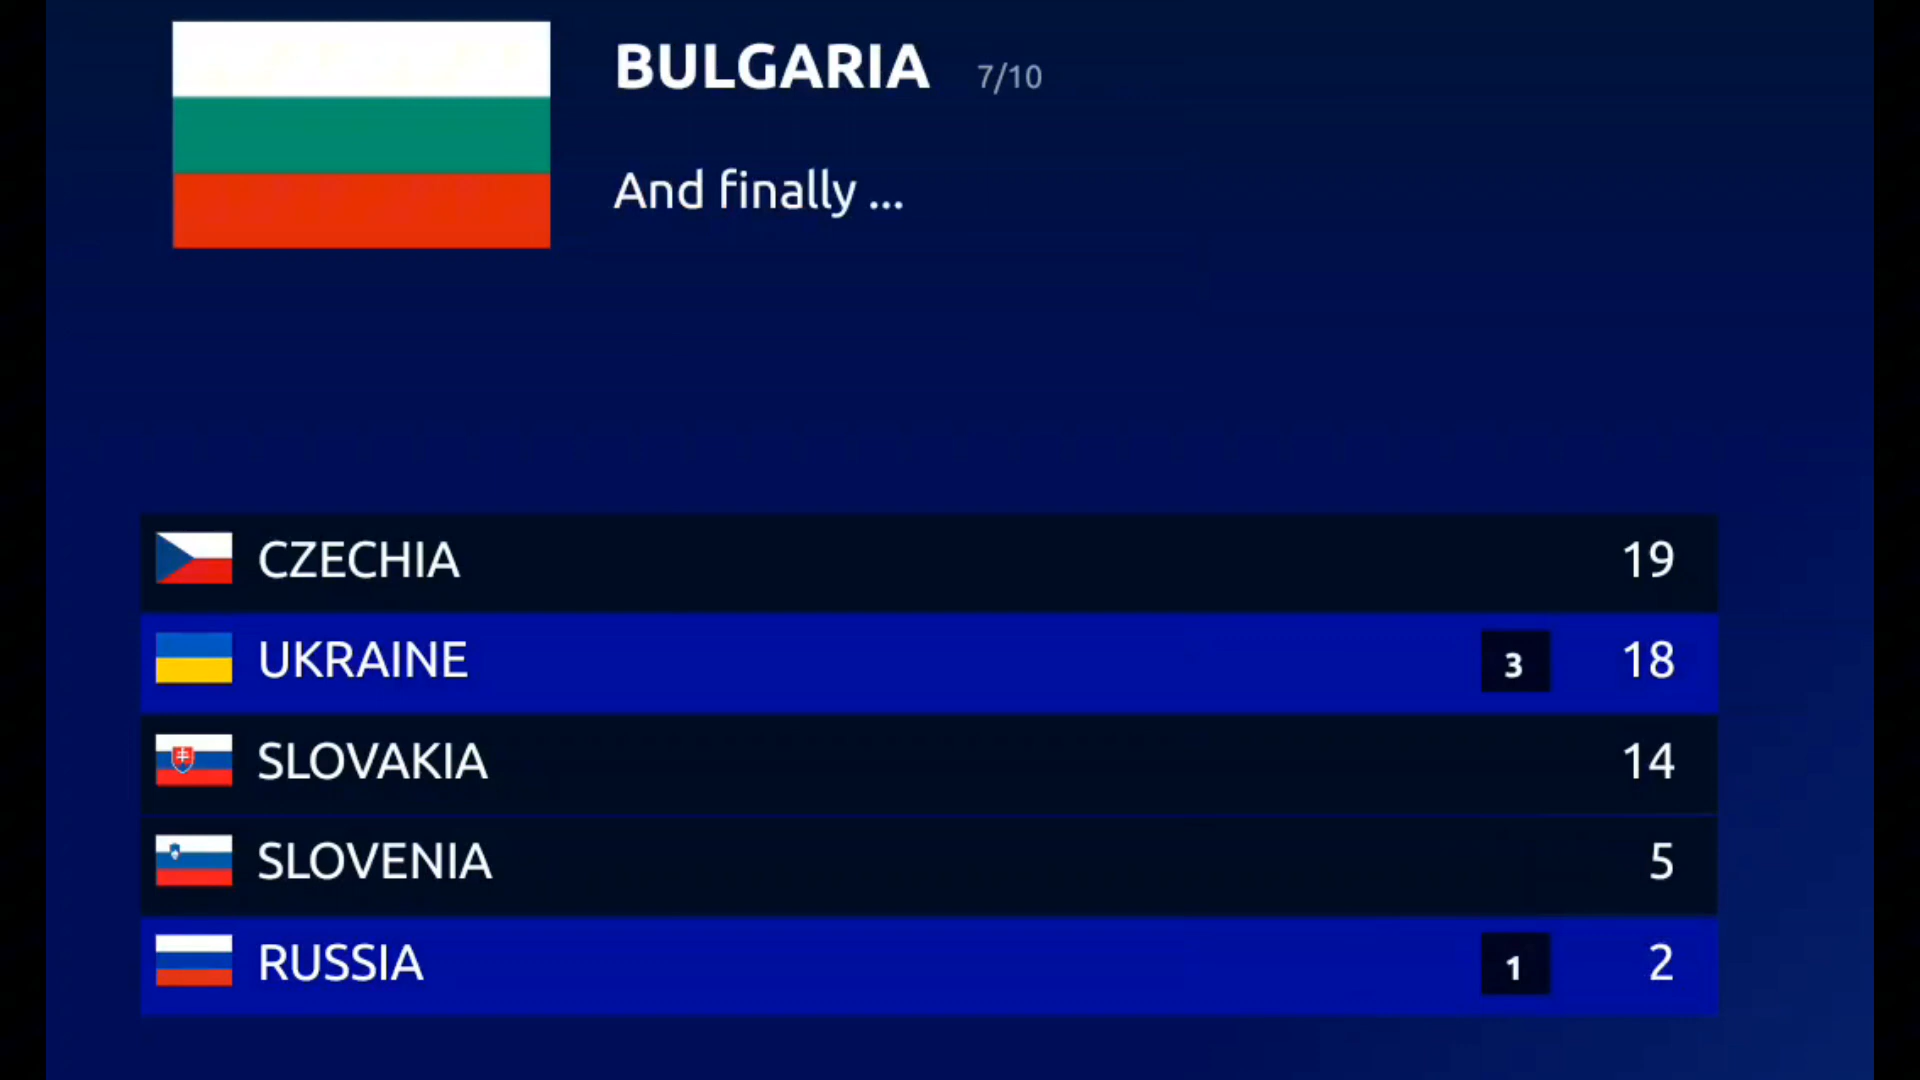 BULGARIA 7/10
And finally ...
CZECHIA 19
UKRAINE 3 18
SLOVAKIA 14
SLOVENIA 5
RUSSIA 1 2